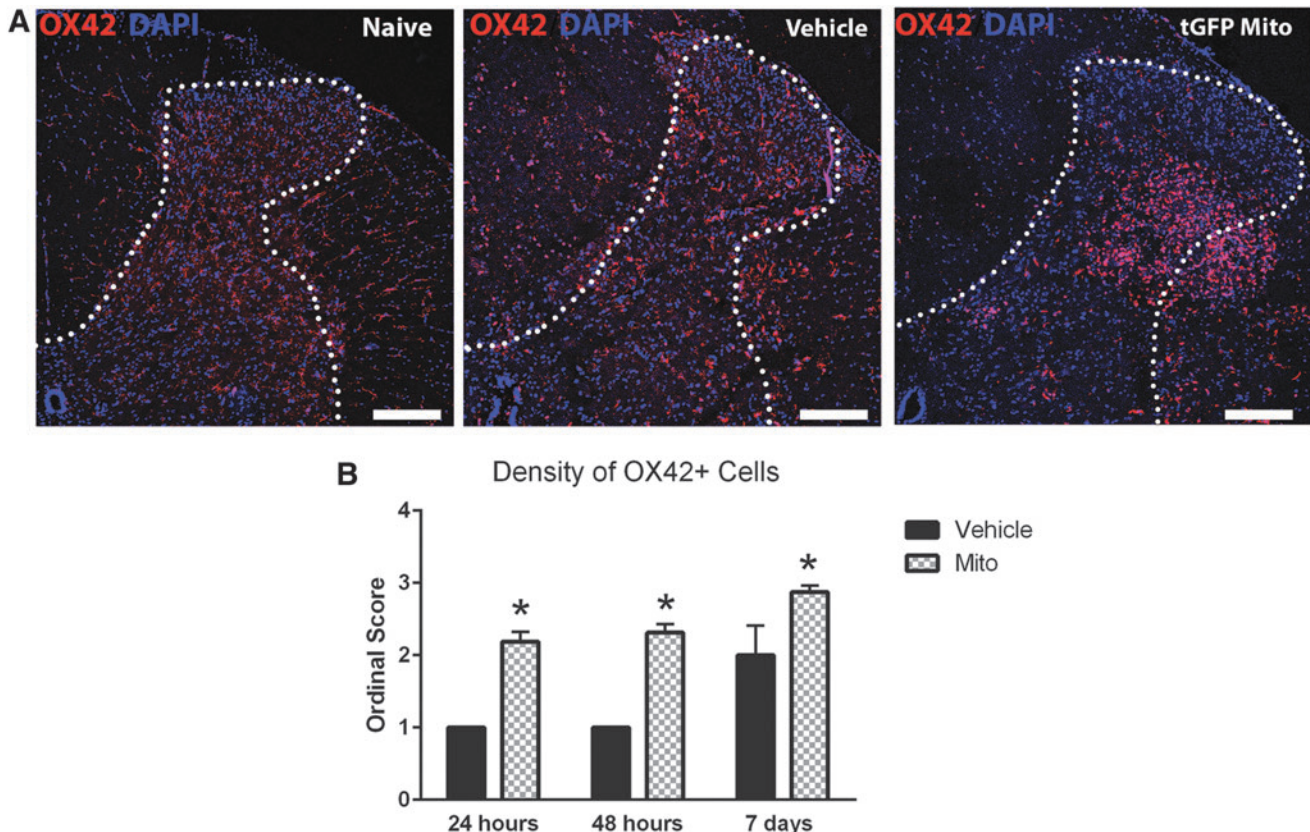 A
OX42 DAPI Naive
OX42 DAPI Vehicle
OX42 DAPI tGFP Mito
B
Density of OX42+ Cells
Ordinal Score
4
3
2
1
0
* * *
24 hours 48 hours 7 days
Vehicle
Mito